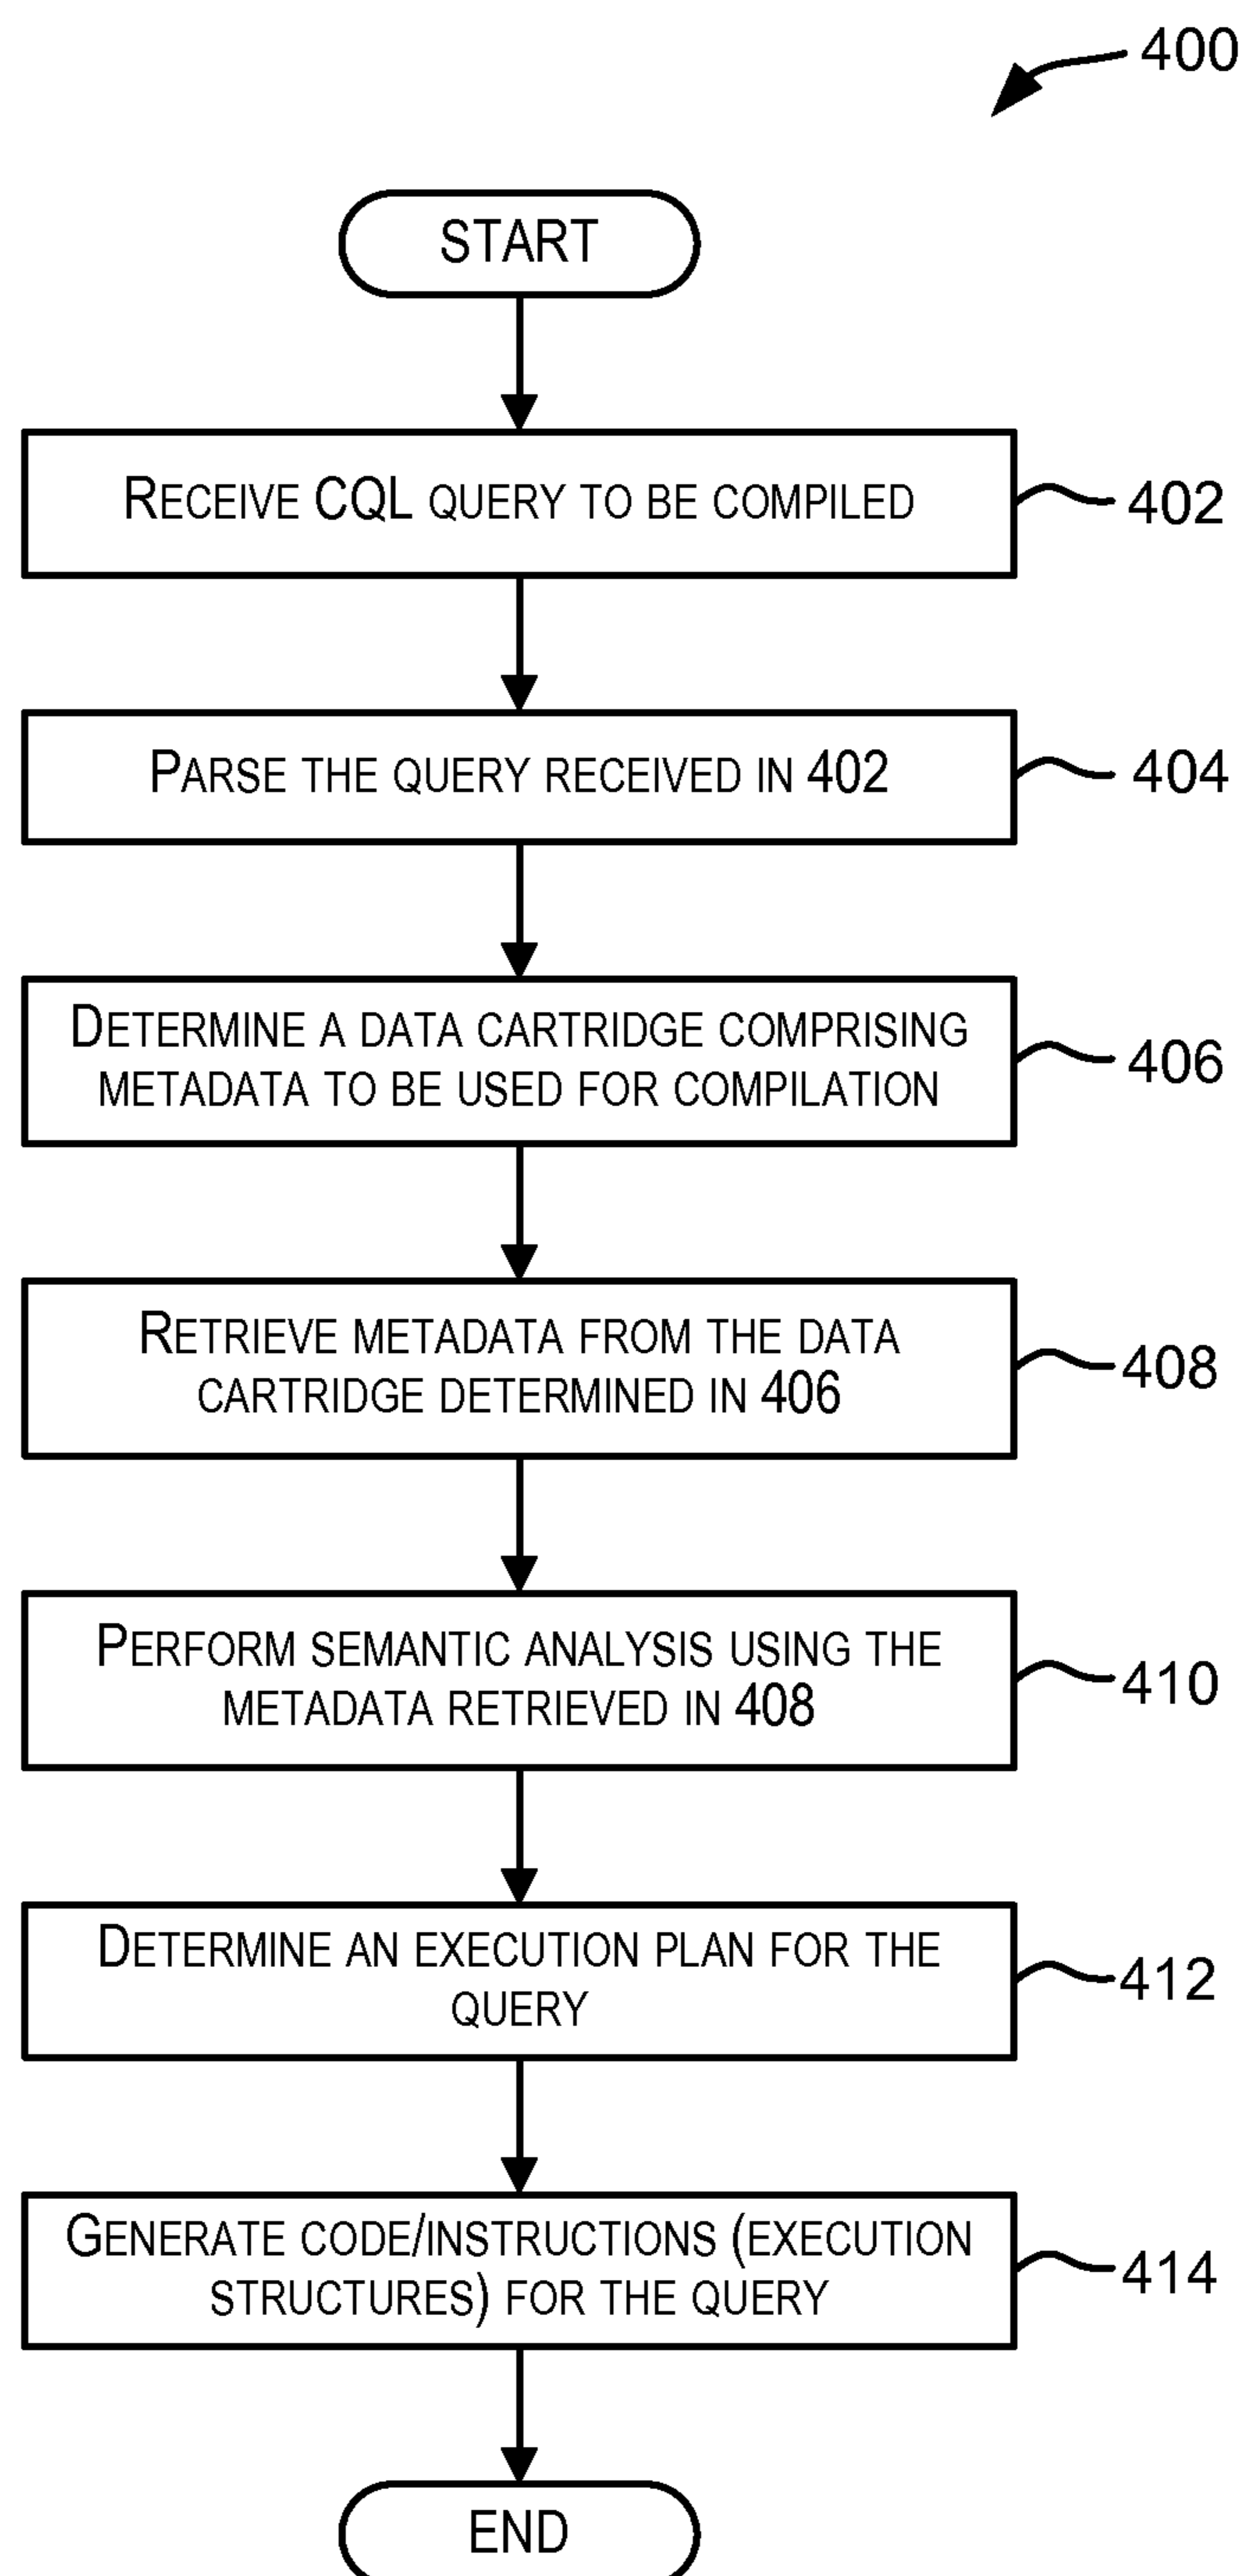 400
START
RECEIVE CQL QUERY TO BE COMPILED
402
PARSE THE QUERY RECEIVED IN 402
404
DETERMINE A DATA CARTRIDGE COMPRISING
METADATA TO BE USED FOR COMPILATION
406
RETRIEVE METADATA FROM THE DATA
CARTRIDGE DETERMINED IN 406
408
PERFORM SEMANTIC ANALYSIS USING THE
METADATA RETRIEVED IN 408
410
DETERMINE AN EXECUTION PLAN FOR THE
QUERY
412
GENERATE CODE/INSTRUCTIONS (EXECUTION
STRUCTURES) FOR THE QUERY
414
END